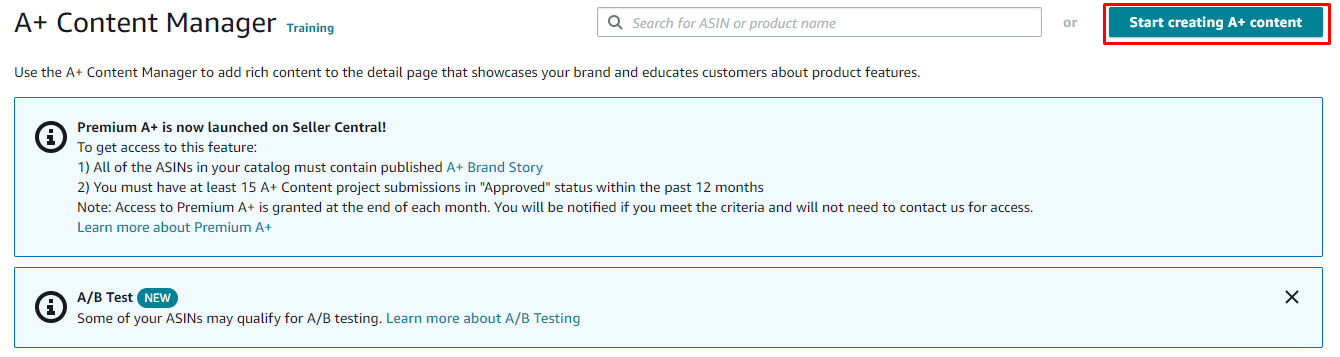 A+ Content Manager Training
Search for ASIN or product name
or
Start creating A+ content
Use the A+ Content Manager to add rich content to the detail page that showcases your brand and educates customers about product features.
Premium A+ is now launched on Seller Central!
To get access to this feature:
1) All of the ASINs in your catalog must contain published A+ Brand Story
2) You must have at least 15 A+ Content project submissions in "Approved" status within the past 12 months
Note: Access to Premium A+ is granted at the end of each month. You will be notified if you meet the criteria and will not need to contact us for access.
Learn more about Premium A+
A/B Test NEW
Some of your ASINs may qualify for A/B testing. Learn more about A/B Testing